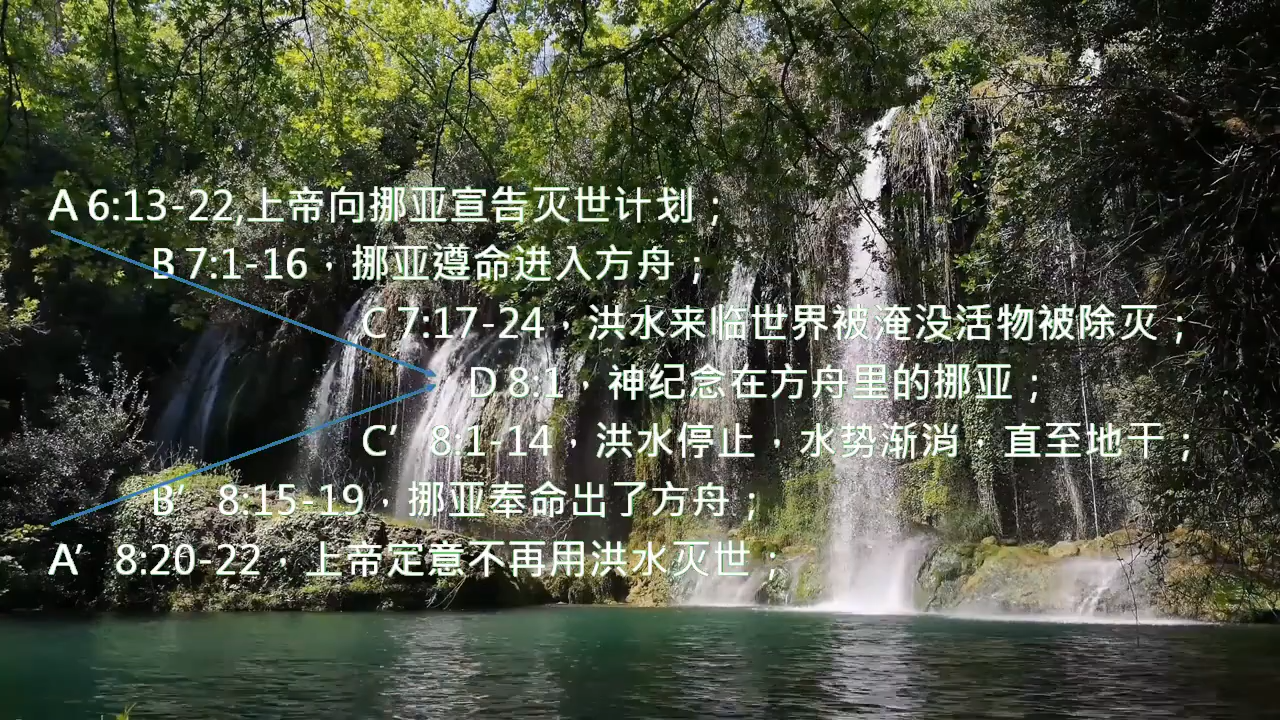 A 6:13-22,上帝向挪亚宣告灭世计划；
B 7:1-16，挪亚遵命进入方舟；
C 7:17-24，洪水来临世界被淹没活物被除灭；
D 8:1， 神纪念在方舟里的挪亚；
C′ 8:1-14，洪水停止，水势渐消，直至地干；
B′ 8:15-19，挪亚奉命出了方舟；
A′ 8:20-22，上帝定意不再用洪水灭世；